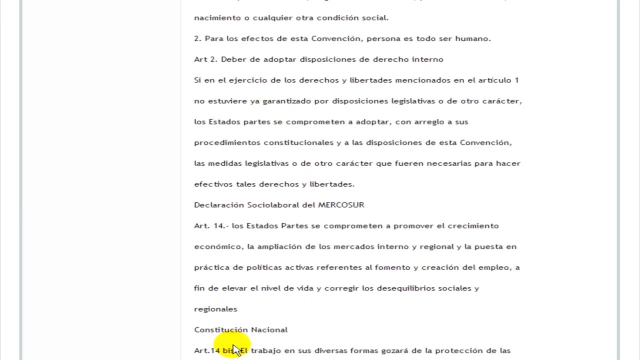 nacimiento o cualquier otra condición social.
2. Para los efectos de esta Convención, persona es todo ser humano.
Art 2. Deber de adoptar disposiciones de derecho interno
Si en el ejercicio de los derechos y libertades mencionados en el artículo 1
no estuviere ya garantizado por disposiciones legislativas o de otro carácter,
los Estados partes se comprometen a adoptar, con arreglo a sus
procedimientos constitucionales y a las disposiciones de esta Convención,
las medidas legislativas o de otro carácter que fueren necesarias para hacer
efectivos tales derechos y libertades.
Declaración Sociolaboral del MERCOSUR
Art. 14.- los Estados Partes se comprometen a promover el crecimiento
económico, la ampliación de los mercados interno y regional y la puesta en
práctica de políticas activas referentes al fomento y creación del empleo, a
fin de elevar el nivel de vida y corregir los desequilibrios sociales y
regionales
Constitución Nacional
Art.14 bis.El trabajo en sus diversas formas gozará de la protección de las